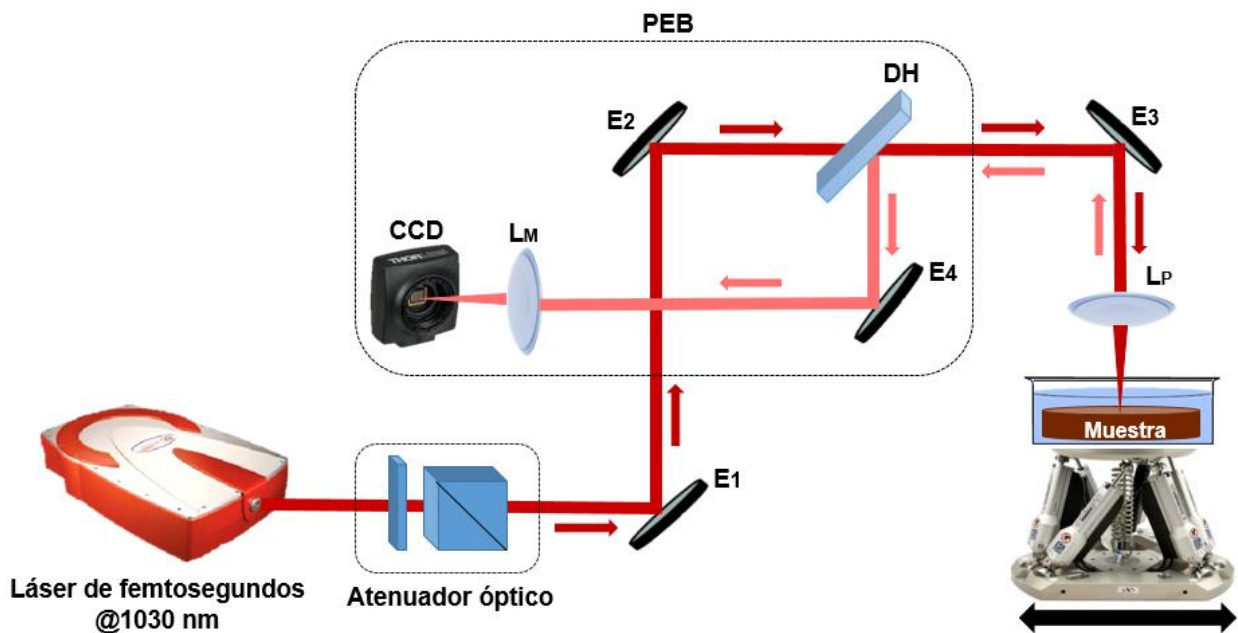 PEB
DH
E2
E3
CCD
LM
E4
LP
Muestra
E1
Láser de femtosegundos
@1030 nm
Atenuador óptico